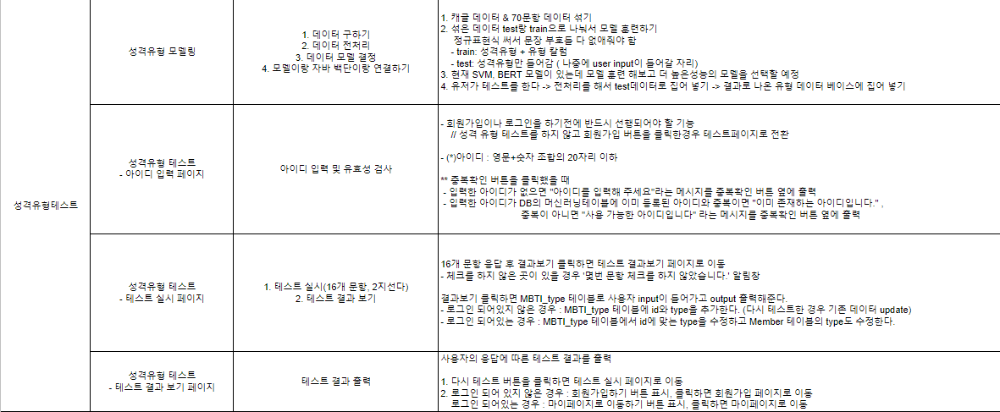 성격유형테스트
성격유형 모델링
1. 데이터 구하기
2. 데이터 전처리
3. 데이터 모델 결정
4. 모델이랑 자바 백단이랑 연결하기
1. 캐글 데이터 & 70문항 데이터 섞기
2. 섞은 데이터 test랑 train으로 나눠서 모델 훈련하기
정규표현식 써서 문장 부호들 다 없애줘야 함
- train: 성격유형 + 유형 칼럼
- test: 성격유형만 들어감 ( 나중에 user input이 들어갈 자리)
3. 현재 SVM, BERT 모델이 있는데 모델 훈련 해보고 더 높은성능의 모델을 선택할 예정
4. 유저가 테스트를 한다 -> 전처리를 해서 test데이터로 집어 넣기 -> 결과로 나온 유형 데이터 베이스에 집어 넣기
성격유형 테스트
- 아이디 입력 페이지
아이디 입력 및 유효성 검사
- 회원가입이나 로그인을 하기전에 반드시 선행되어야 할 기능
// 성격 유형 테스트를 하지 않고 회원가입 버튼을 클릭한경우 테스트페이지로 전환
- (*)아이디 : 영문+숫자 조합의 20자리 이하
** 중복확인 버튼을 클릭했을 때
- 입력한 아이디가 없으면 "아이디를 입력해 주세요"라는 메시지를 중복확인 버튼 옆에 출력
- 입력한 아이디가 DB의 머신러닝테이블에 이미 등록된 아이디와 중복이면 "이미 존재하는 아이디입니다." ,
중복이 아니면 "사용 가능한 아이디입니다" 라는 메시지를 중복확인 버튼 옆에 출력
성격유형 테스트
- 테스트 실시 페이지
1. 테스트 실시(16개 문항, 2지선다)
2. 테스트 결과 보기
16개 문항 응답 후 결과보기 클릭하면 테스트 결과보기 페이지로 이동
- 체크를 하지 않은 곳이 있을 경우 '몇번 문항 체크를 하지 않았습니다.' 알림창
결과보기 클릭하면 MBTI_type 테이블로 사용자 input이 들어가고 output 출력해준다.
- 로그인 되어있지 않은 경우 : MBTI_type 테이블에 id와 type을 추가한다. (다시 테스트한 경우 기존 데이터 update)
- 로그인 되어있는 경우 : MBTI_type 테이블에서 id에 맞는 type을 수정하고 Member 테이블의 type도 수정한다.
성격유형 테스트
- 테스트 결과 보기 페이지
테스트 결과 출력
사용자의 응답에 따른 테스트 결과를 출력
1. 다시 테스트 버튼을 클릭하면 테스트 실시 페이지로 이동
2. 로그인 되어 있지 않은 경우 : 회원가입하기 버튼 표시, 클릭하면 회원가입 페이지로 이동
로그인 되어있는 경우 : 마이페이지로 이동하기 버튼 표시, 클릭하면 마이페이지로 이동